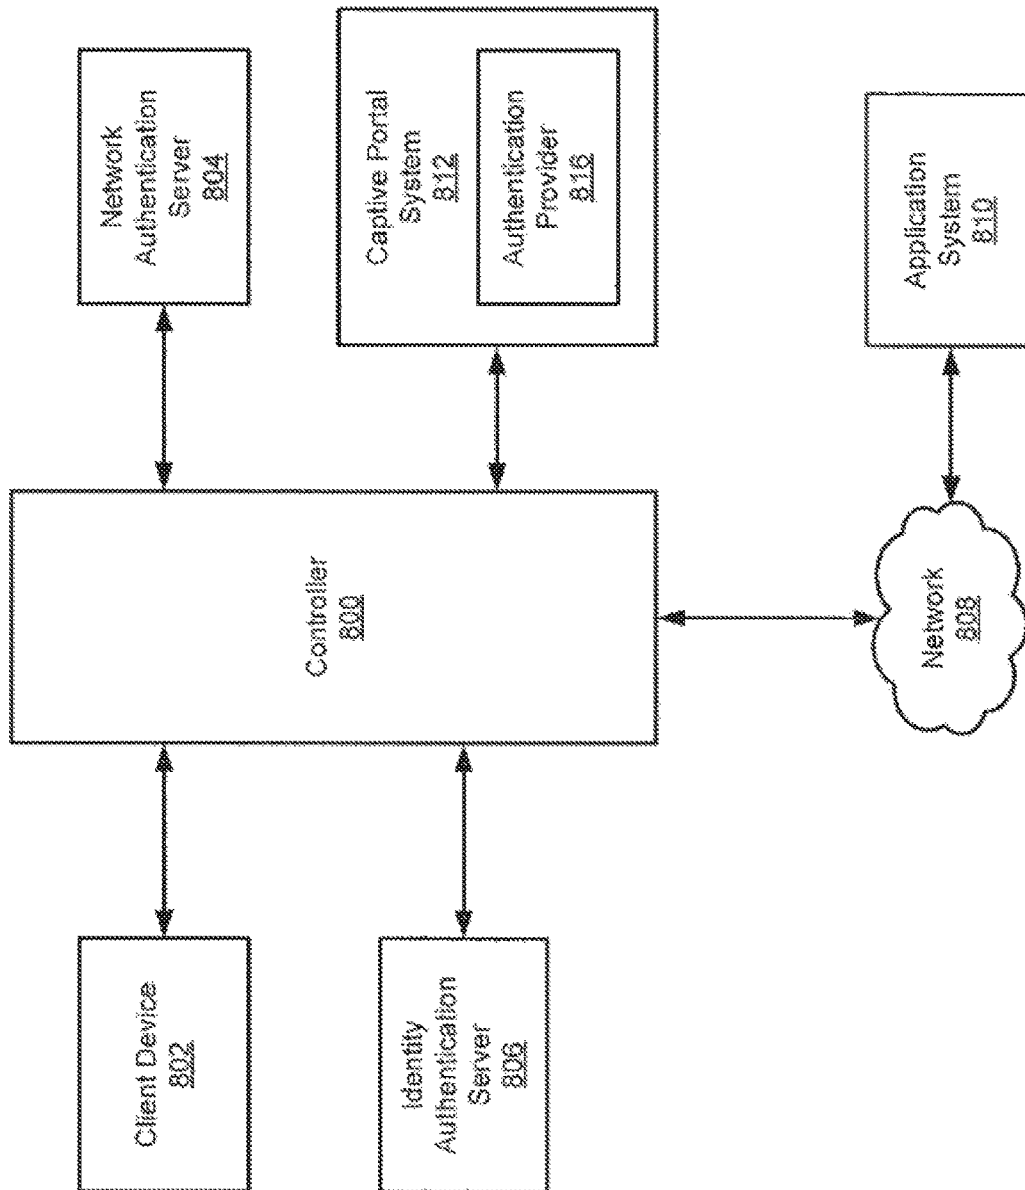 Client Device
802
Controller
800
Network
Authentication
Server
804
Identity
Authentication
Server
806
Captive Portal
System
812
Authentication
Provider
816
Network
808
Application
System
810